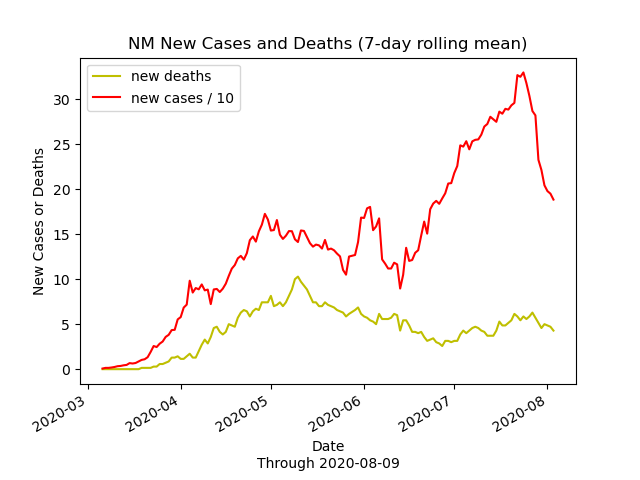 NM New Cases and Deaths (7-day rolling mean)
new deaths
new cases / 10
New Cases or Deaths
30
25
20
15
10
5
0
2020-03
2020-04
2020-05
2020-06
2020-07
2020-08
Date
Through 2020-08-09